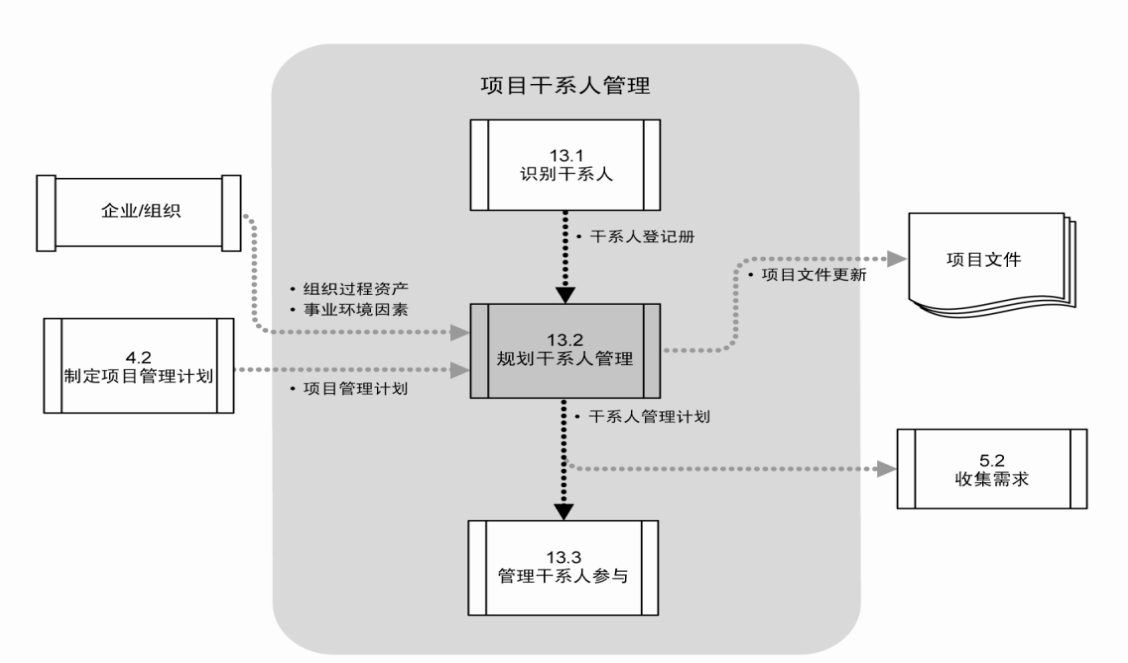 项目干系人管理
13.1
识别干系人
企业/组织
• 干系人登记册
项目文件
• 项目文件更新
• 组织过程资产
• 事业环境因素
13.2
规划干系人管理
4.2
制定项目管理计划
• 项目管理计划
• 干系人管理计划
5.2
收集需求
13.3
管理干系人参与